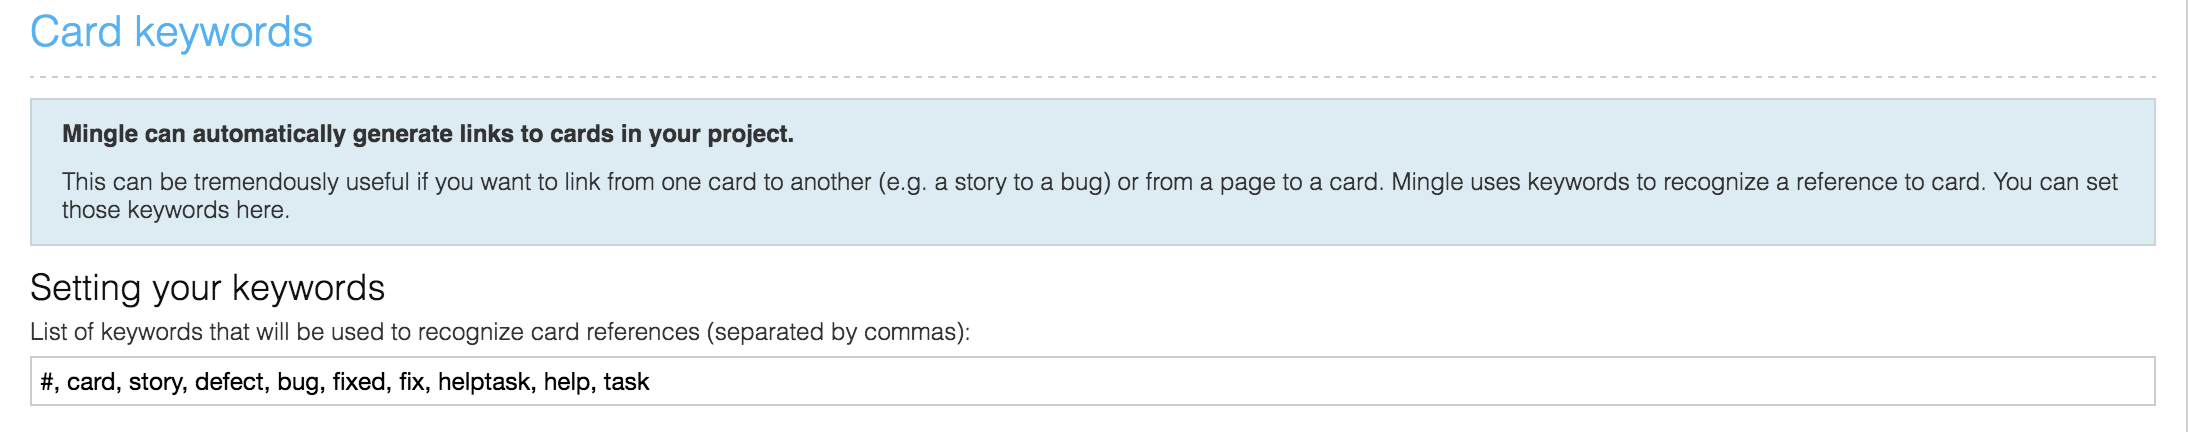 Card keywords
Mingle can automatically generate links to cards in your project.
This can be tremendously useful if you want to link from one card to another (e.g. a story to a bug) or from a page to a card. Mingle uses keywords to recognize a reference to card. You can set
those keywords here.
Setting your keywords
List of keywords that will be used to recognize card references (separated by commas):
#, card, story, defect, bug, fixed, fix, helptask, help, task